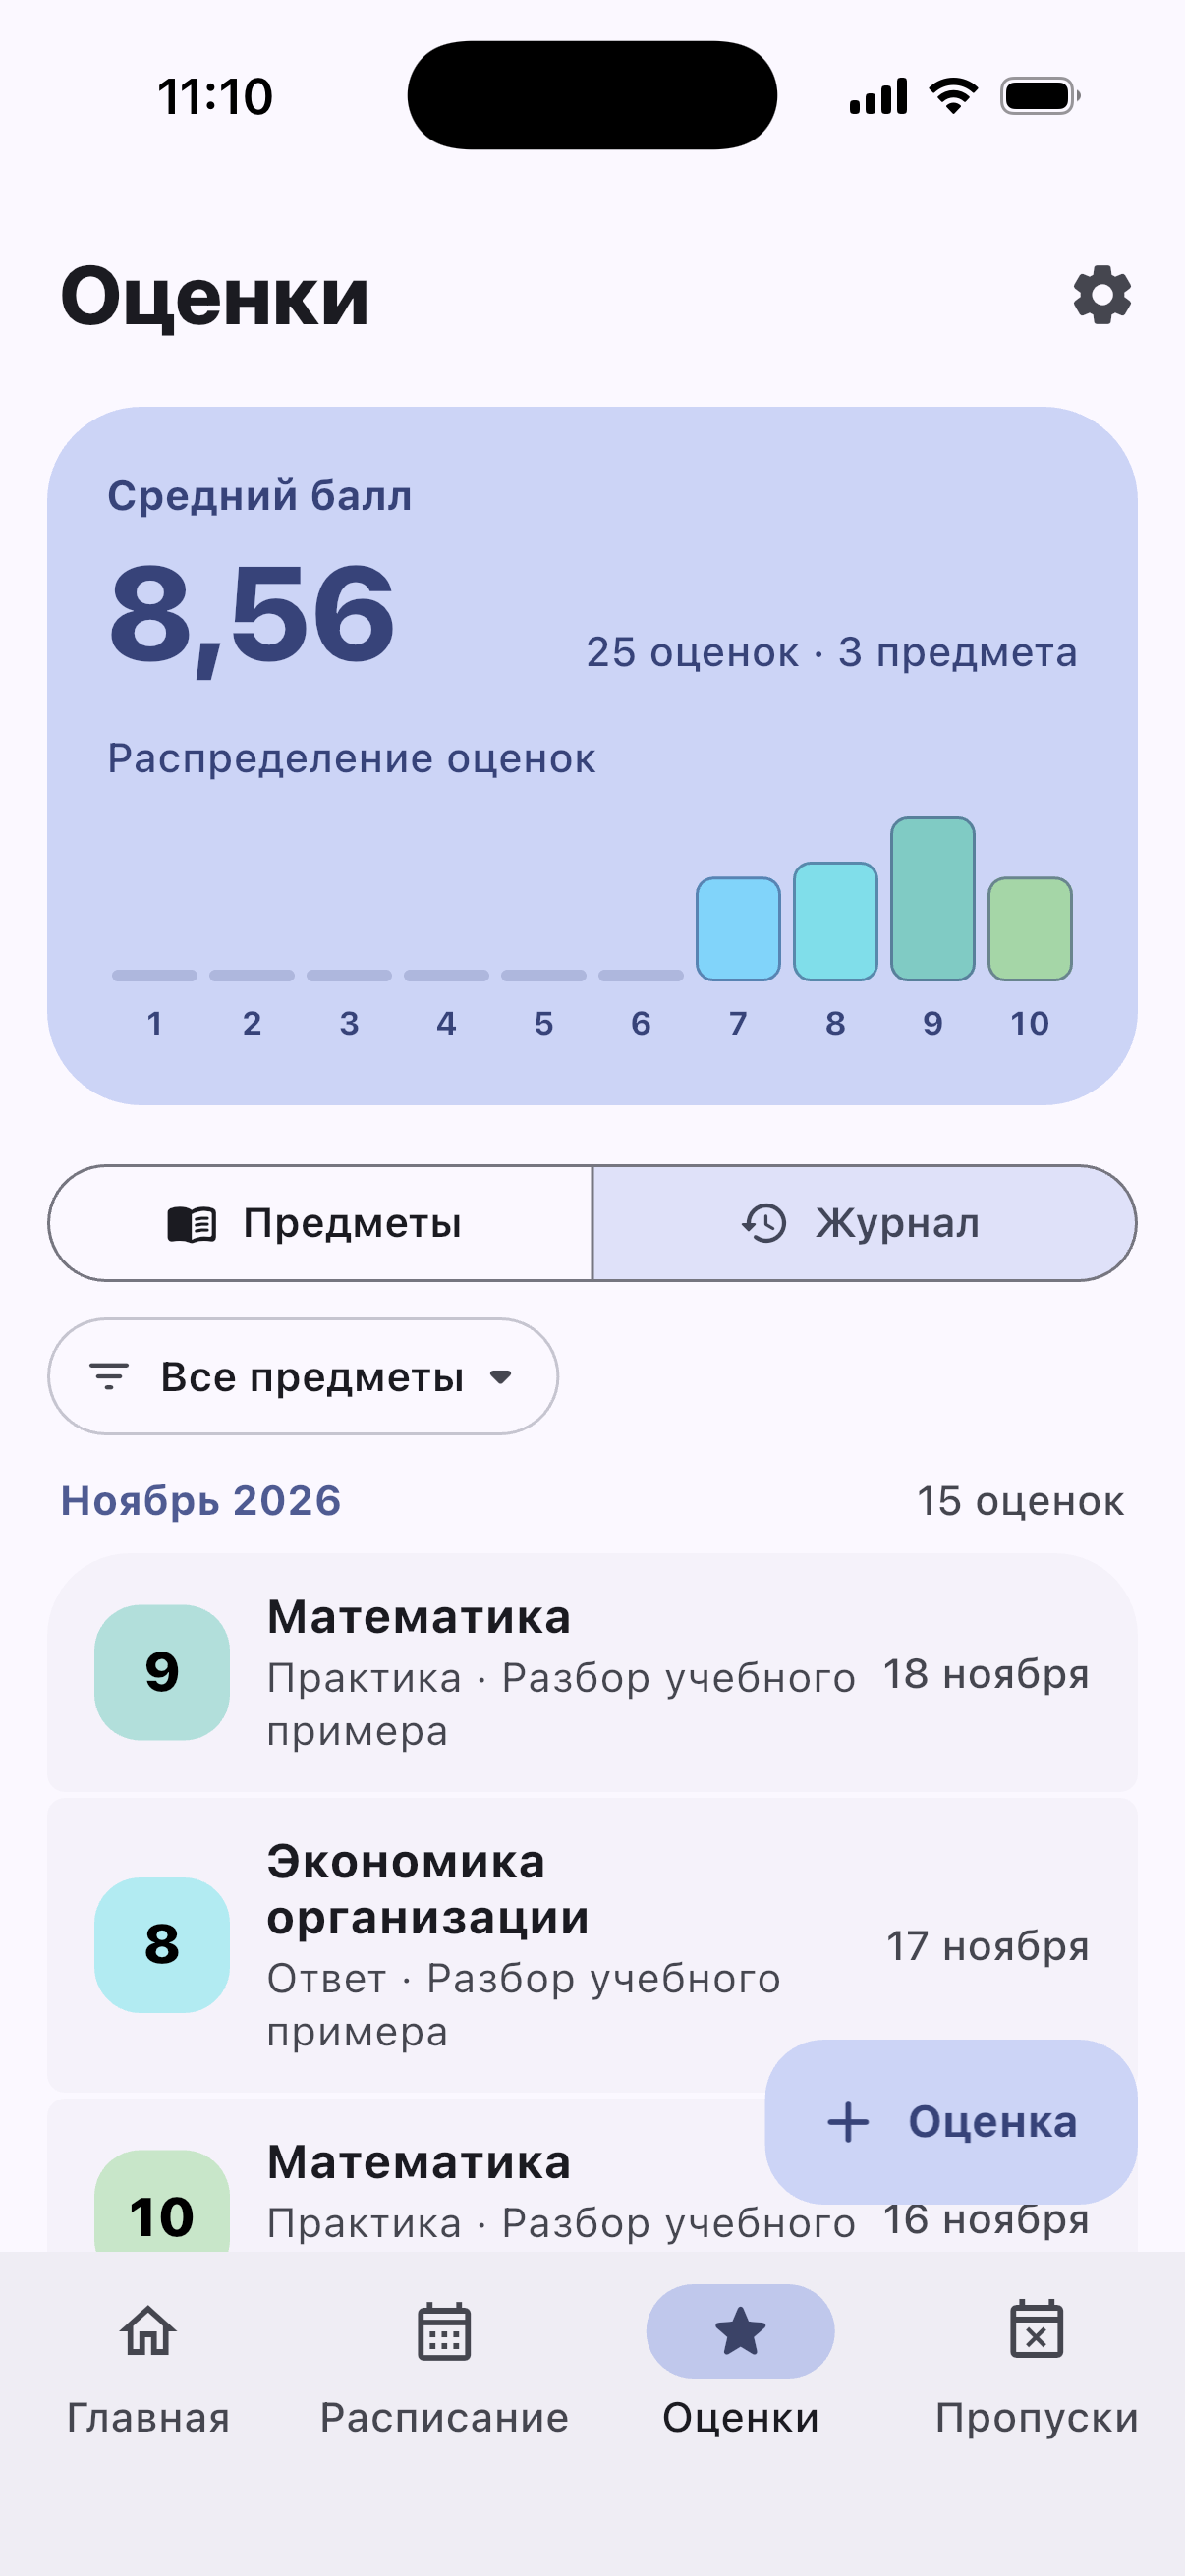 11:10
Оценки
Средний балл
8,56
25 оценок · 3 предмета
Распределение оценок
1 2 3 4 5 6 7 8 9 10
Предметы
Журнал
Все предметы
Ноябрь 2026
15 оценок
9
Математика
Практика · Разбор учебного
примера
18 ноября
8
Экономика
организации
Ответ · Разбор учебного
примера
17 ноября
Оценка
10
Математика
Практика · Разбор учебного
16 ноября
Главная
Расписание
Оценки
Пропуски